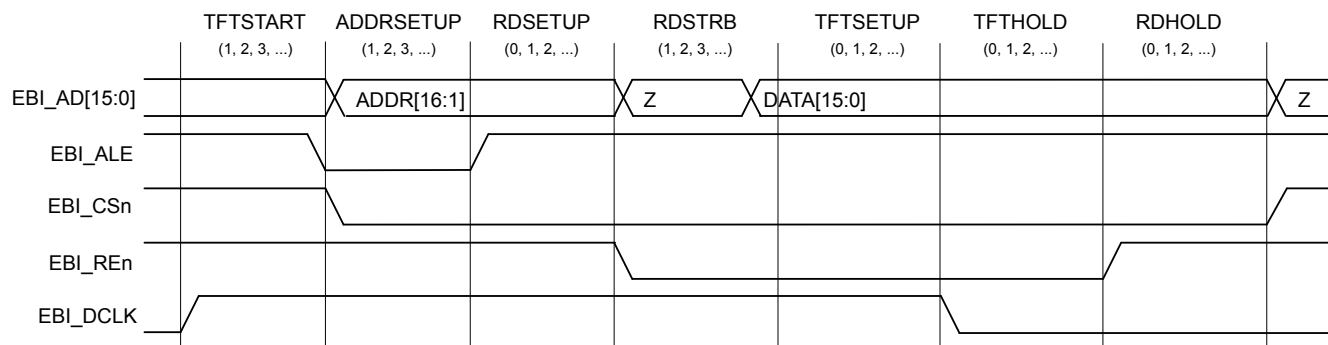 TFTSTART ADDRSETUP RDSETUP RDSTRB TFTSETUP TFTHOLD RDHOLD
(1, 2, 3, ...) (1, 2, 3, ...) (0, 1, 2, ...) (1, 2, 3, ...) (0, 1, 2, ...) (0, 1, 2, ...) (0, 1, 2, ...)
EBI_AD[15:0] ADDR[16:1] Z DATA[15:0] Z
EBI_ALE
EBI_CSn
EBI_REn
EBI_DCLK